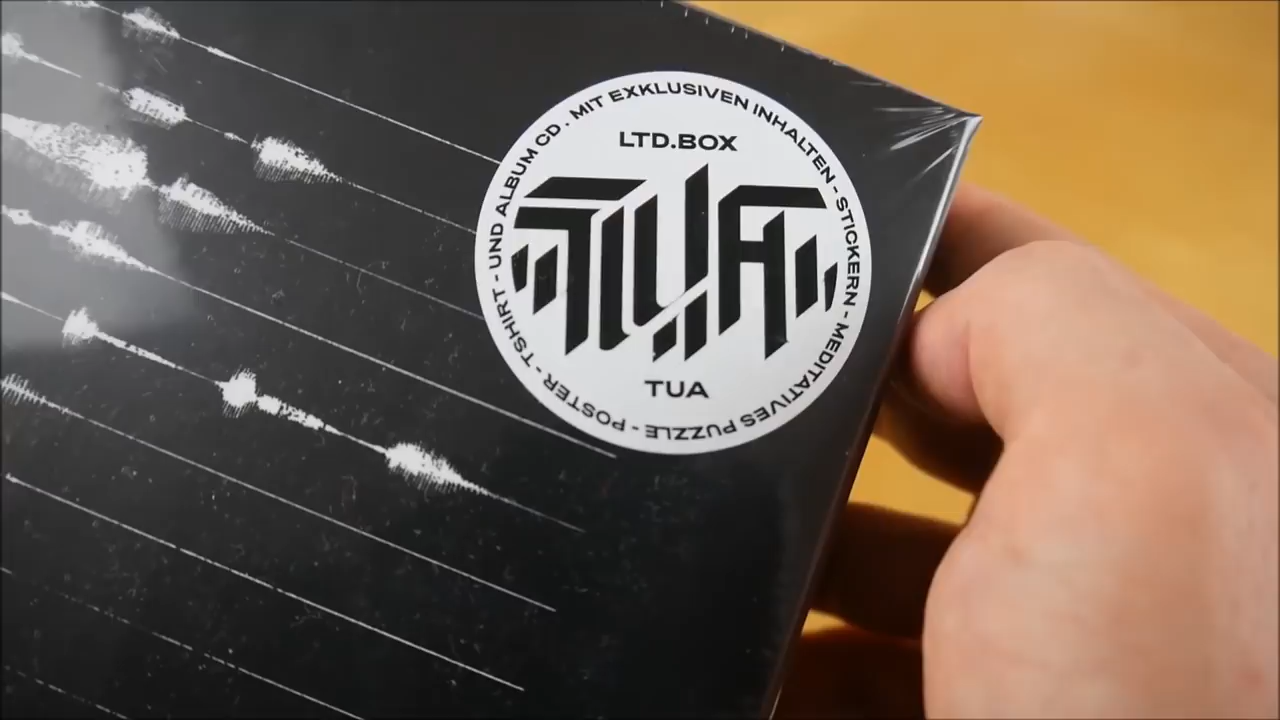 MIT EXKLUSIVEN INHALTEN - STICKERN - MEDITATIVES PUZZLE - POSTER - TSHIRT - UND ALBUM CD.
LTD.BOX
TUA
TUA